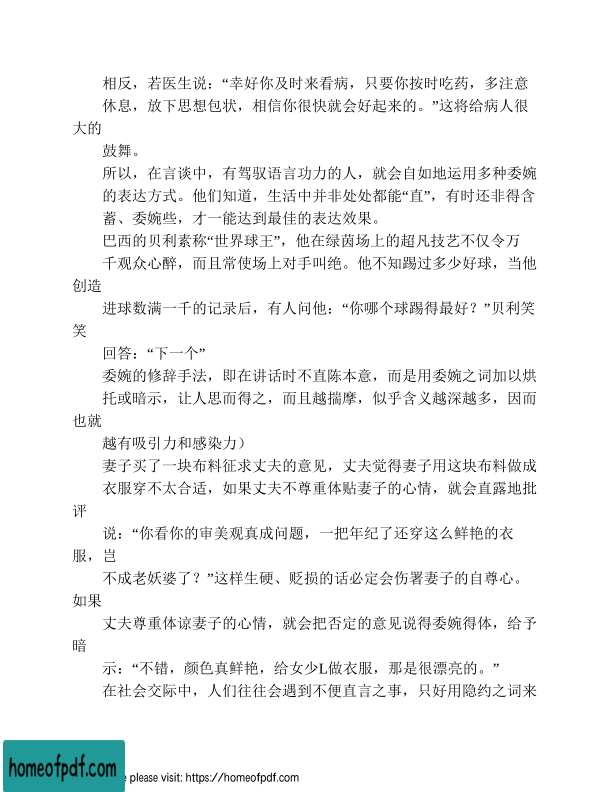 相反，若医生说：“幸好你及时来看病，只要你按时吃药，多注意
休息，放下思想包状，相信你很快就会好起来的。”这将给病人很
大的
鼓舞。
所以，在言谈中，有驾驭语言功力的人，就会自如地运用多种委婉
的表达方式。他们知道，生活中并非处处都能“直”，有时还非得含
蓄、委婉些，才一能达到最佳的表达效果。
巴西的贝利素称“世界球王”，他在绿茵场上的超凡技艺不仅令万
千观众心醉，而且常使场上对手叫绝。他不知踢过多少好球，当他
创造
进球数满一千的记录后，有人问他：“你哪个球踢得最好？”贝利笑
笑
回答：“下一个”
委婉的修辞手法，即在讲话时不直陈本意，而是用委婉之词加以烘
托或暗示，让人思而得之，而且越揣摩，似乎含义越深越多，因而
也就
越有吸引力和感染力）
妻子买了一块布料征求丈夫的意见，丈夫觉得妻子用这块布料做成
衣服穿不太合适，如果丈夫不尊重体贴妻子的心情，就会直露地批
评
说：“你看你的审美观真成问题，一把年纪了还穿这么鲜艳的衣
服，岂
不成老妖婆了？”这样生硬、贬损的话必定会伤署妻子的自尊心。
如果
丈夫尊重体谅妻子的心情，就会把否定的意见说得委婉得体，给予
暗
示：“不错，颜色真鲜艳，给女少L做衣服，那是很漂亮的。”
在社会交际中，人们往往会遇到不便直言之事，只好用隐约之词来
homeofpdf.com
e please visit: https://homeofpdf.com